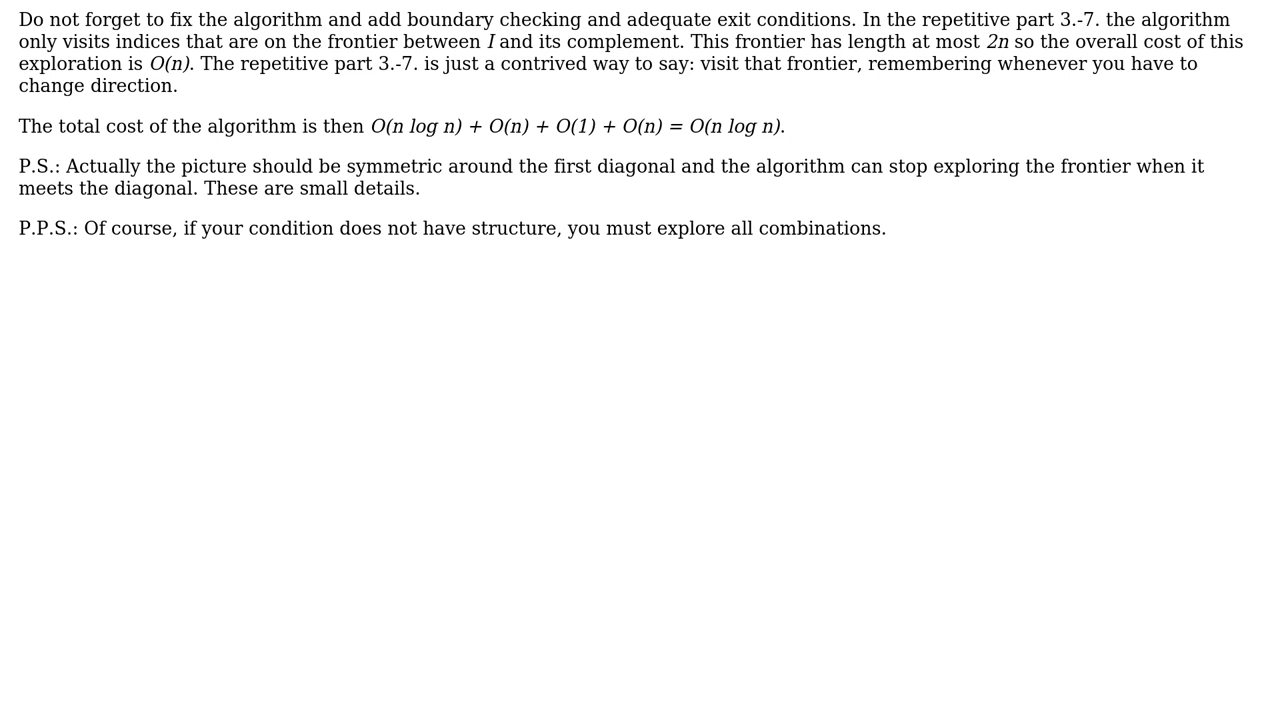 Do not forget to fix the algorithm and add boundary checking and adequate exit conditions. In the repetitive part 3.-7. the algorithm
only visits indices that are on the frontier between I and its complement. This frontier has length at most 2n so the overall cost of this
exploration is O(n). The repetitive part 3.-7. is just a contrived way to say: visit that frontier, remembering whenever you have to
change direction.
The total cost of the algorithm is then O(n log n) + O(n) + O(1) + O(n) = O(n log n).
P.S.: Actually the picture should be symmetric around the first diagonal and the algorithm can stop exploring the frontier when it
meets the diagonal. These are small details.
P.P.S.: Of course, if your condition does not have structure, you must explore all combinations.